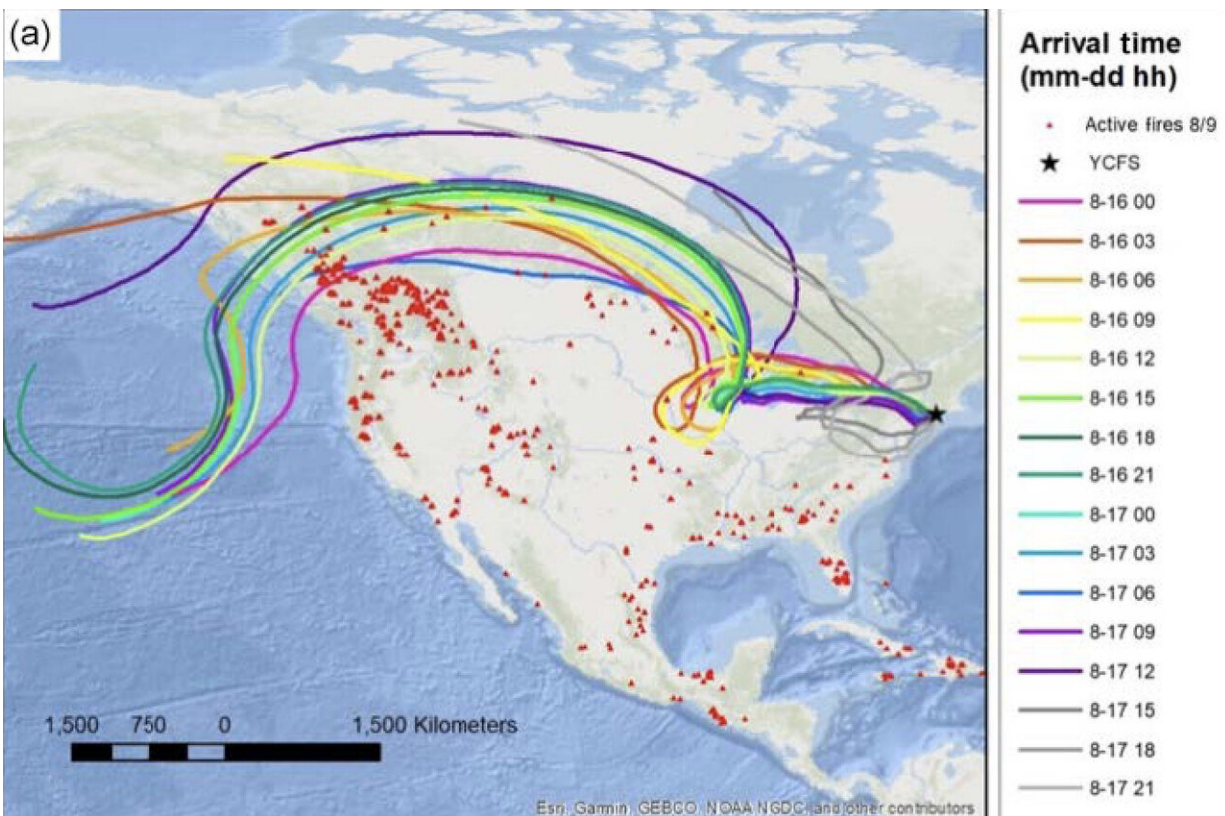 (a)
Arrival time
(mm-dd hh)
Active fires 8/9
YCFS
8-16 00
8-16 03
8-16 06
8-16 09
8-16 12
8-16 15
8-16 18
8-16 21
8-17 00
8-17 03
8-17 06
8-17 09
8-17 12
8-17 15
8-17 18
8-17 21
1,500 750 0 1,500 Kilometers
Esri, Garmin, GEBCO, NOAA NGDC, and other contributors